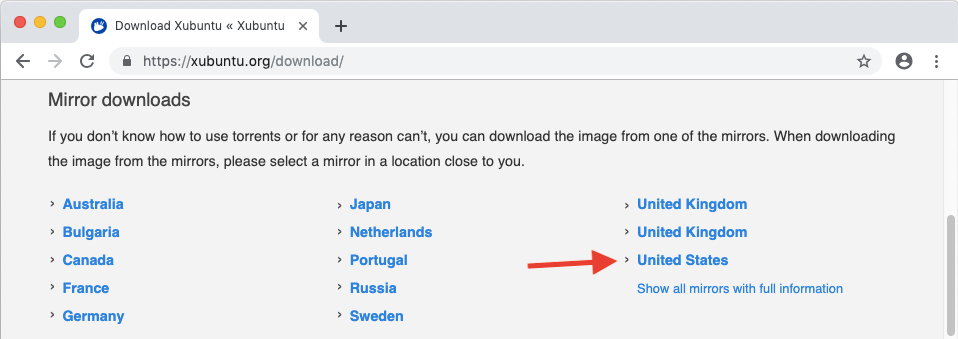 Download Xubuntu « Xubuntu
https://xubuntu.org/download/
Mirror downloads
If you don't know how to use torrents or for any reason can't, you can download the image from one of the mirrors. When downloading
the image from the mirrors, please select a mirror in a location close to you.
Australia
Bulgaria
Canada
France
Germany
Japan
Netherlands
Portugal
Russia
Sweden
United Kingdom
United Kingdom
United States
Show all mirrors with full information